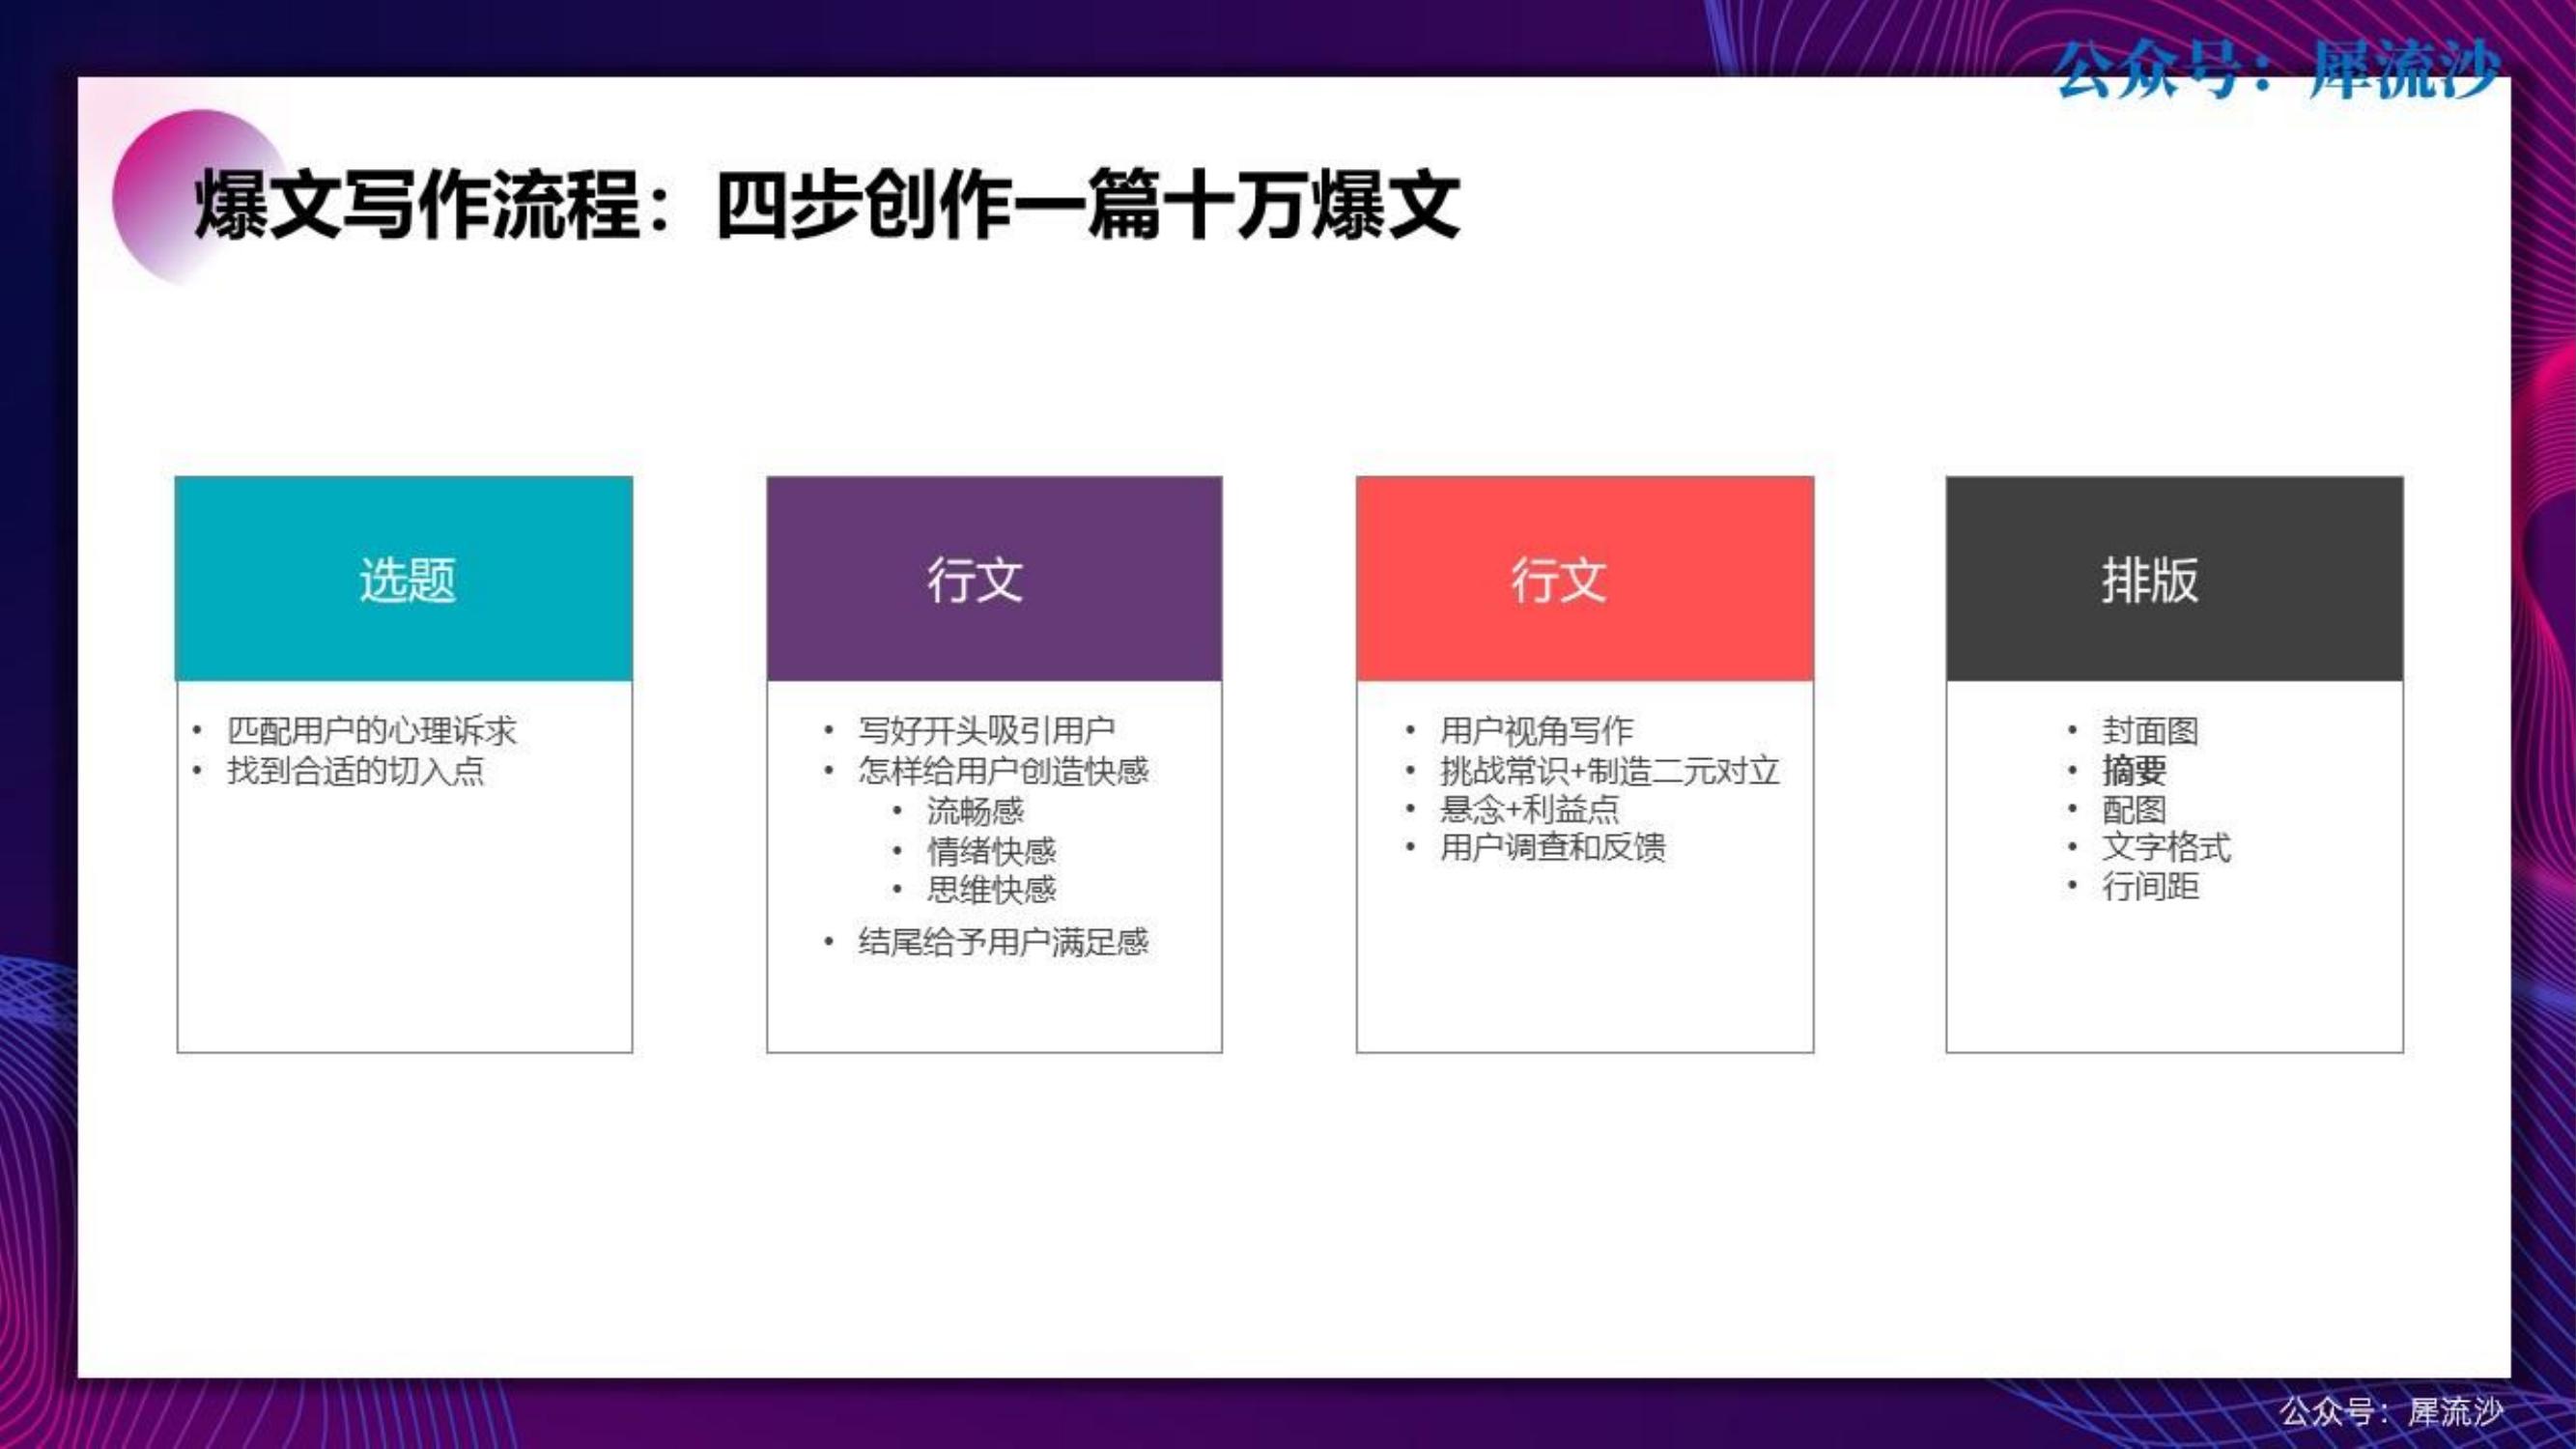 公众号：犀流沙
爆文写作流程：四步创作一篇十万爆文
选题
• 匹配用户的心理诉求
• 找到合适的切入点
行文
• 写好开头吸引用户
• 怎样给用户创造快感
• 流畅感
• 情绪快感
• 思维快感
• 结尾给予用户满足感
行文
• 用户视角写作
• 挑战常识+制造二元对立
• 悬念+利益点
• 用户调查和反馈
排版
• 封面图
• 摘要
• 配图
• 文字格式
• 行间距
公众号：犀流沙